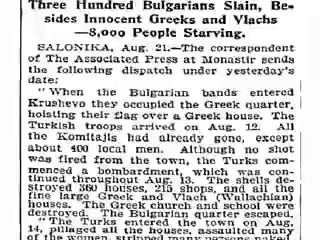 Three Hundred Bulgarians Slain, Be-
sides Innocent Greeks and Vlachs
—8,000 People Starving.
SALONIKA, Aug. 21.—The correspondent
of The Associated Press at Monastir sends
the following dispatch under yesterday's
date:
"When the Bulgarian bands entered
Krushevo they occupied the Greek quarter,
hoisting their flag over a Greek house. The
Turkish troops arrived on Aug. 12. All
the Komitajls had already gone, except
about 400 local men. Although no shot
was fired from the town, the Turks com-
menced a bombardment, which was con-
tinued throughout Aug. 13. The shells de-
stroyed 360 houses, 215 shops, and all the
fine large Greek and Vlach (Wallachian)
houses. The Greek church and school were
destroyed. The Bulgarian quarter escaped.
"The Turks entered the town on Aug.
14, pillaged all the houses, assaulted many
of the women, stripped many persons naked